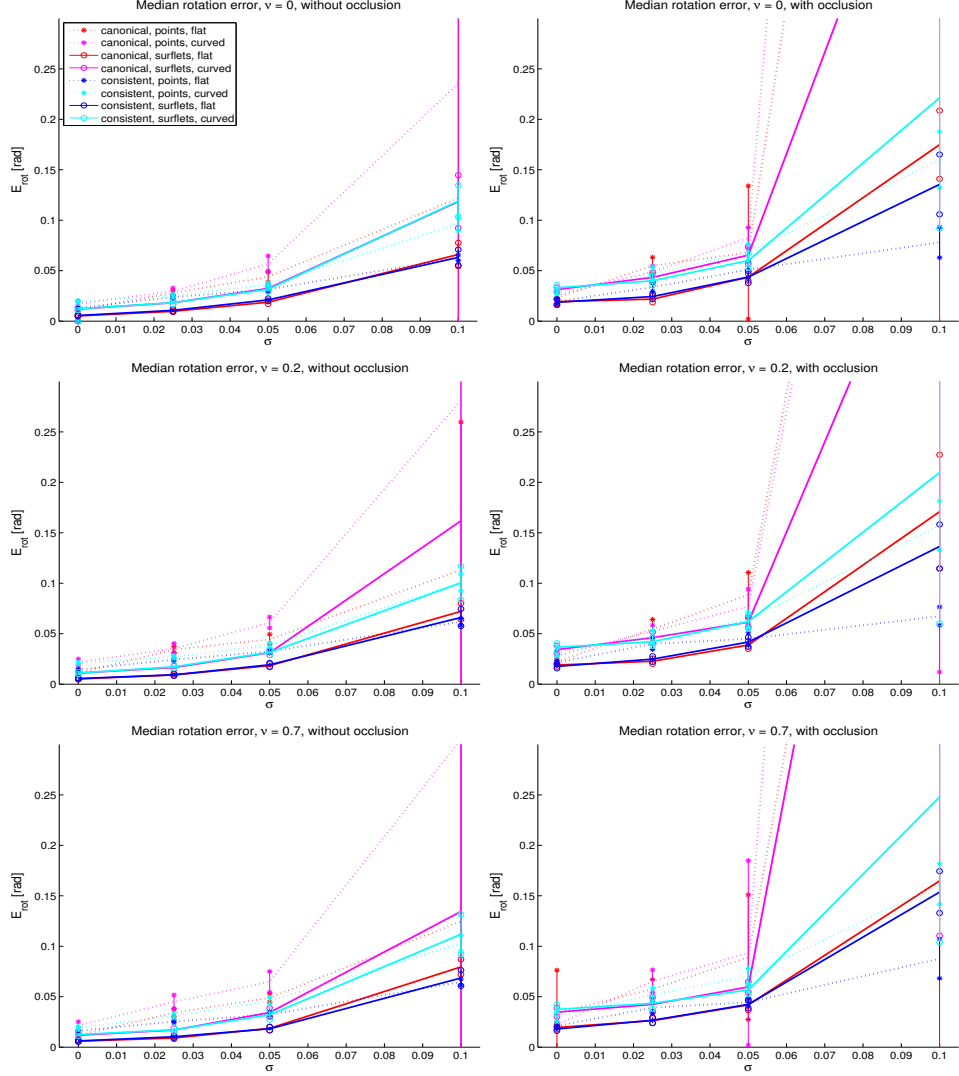 Median rotation error, ν = 0, without occlusion
E_rot [rad]
0.25
0.2
0.15
0.1
0.05
0
canonical, points, flat
canonical, points, curved
canonical, surflets, flat
canonical, surflets, curved
consistent, points, flat
consistent, points, curved
consistent, surflets, flat
consistent, surflets, curved
0 0.01 0.02 0.03 0.04 0.05 0.06 0.07 0.08 0.09 0.1
σ
Median rotation error, ν = 0, with occlusion
E_rot [rad]
0.25
0.2
0.15
0.1
0.05
0
0 0.01 0.02 0.03 0.04 0.05 0.06 0.07 0.08 0.09 0.1
σ
Median rotation error, ν = 0.2, without occlusion
E_rot [rad]
0.25
0.2
0.15
0.1
0.05
0
0 0.01 0.02 0.03 0.04 0.05 0.06 0.07 0.08 0.09 0.1
σ
Median rotation error, ν = 0.2, with occlusion
E_rot [rad]
0.25
0.2
0.15
0.1
0.05
0
0 0.01 0.02 0.03 0.04 0.05 0.06 0.07 0.08 0.09 0.1
σ
Median rotation error, ν = 0.7, without occlusion
E_rot [rad]
0.25
0.2
0.15
0.1
0.05
0
0 0.01 0.02 0.03 0.04 0.05 0.06 0.07 0.08 0.09 0.1
σ
Median rotation error, ν = 0.7, with occlusion
E_rot [rad]
0.25
0.2
0.15
0.1
0.05
0
0 0.01 0.02 0.03 0.04 0.05 0.06 0.07 0.08 0.09 0.1
σ